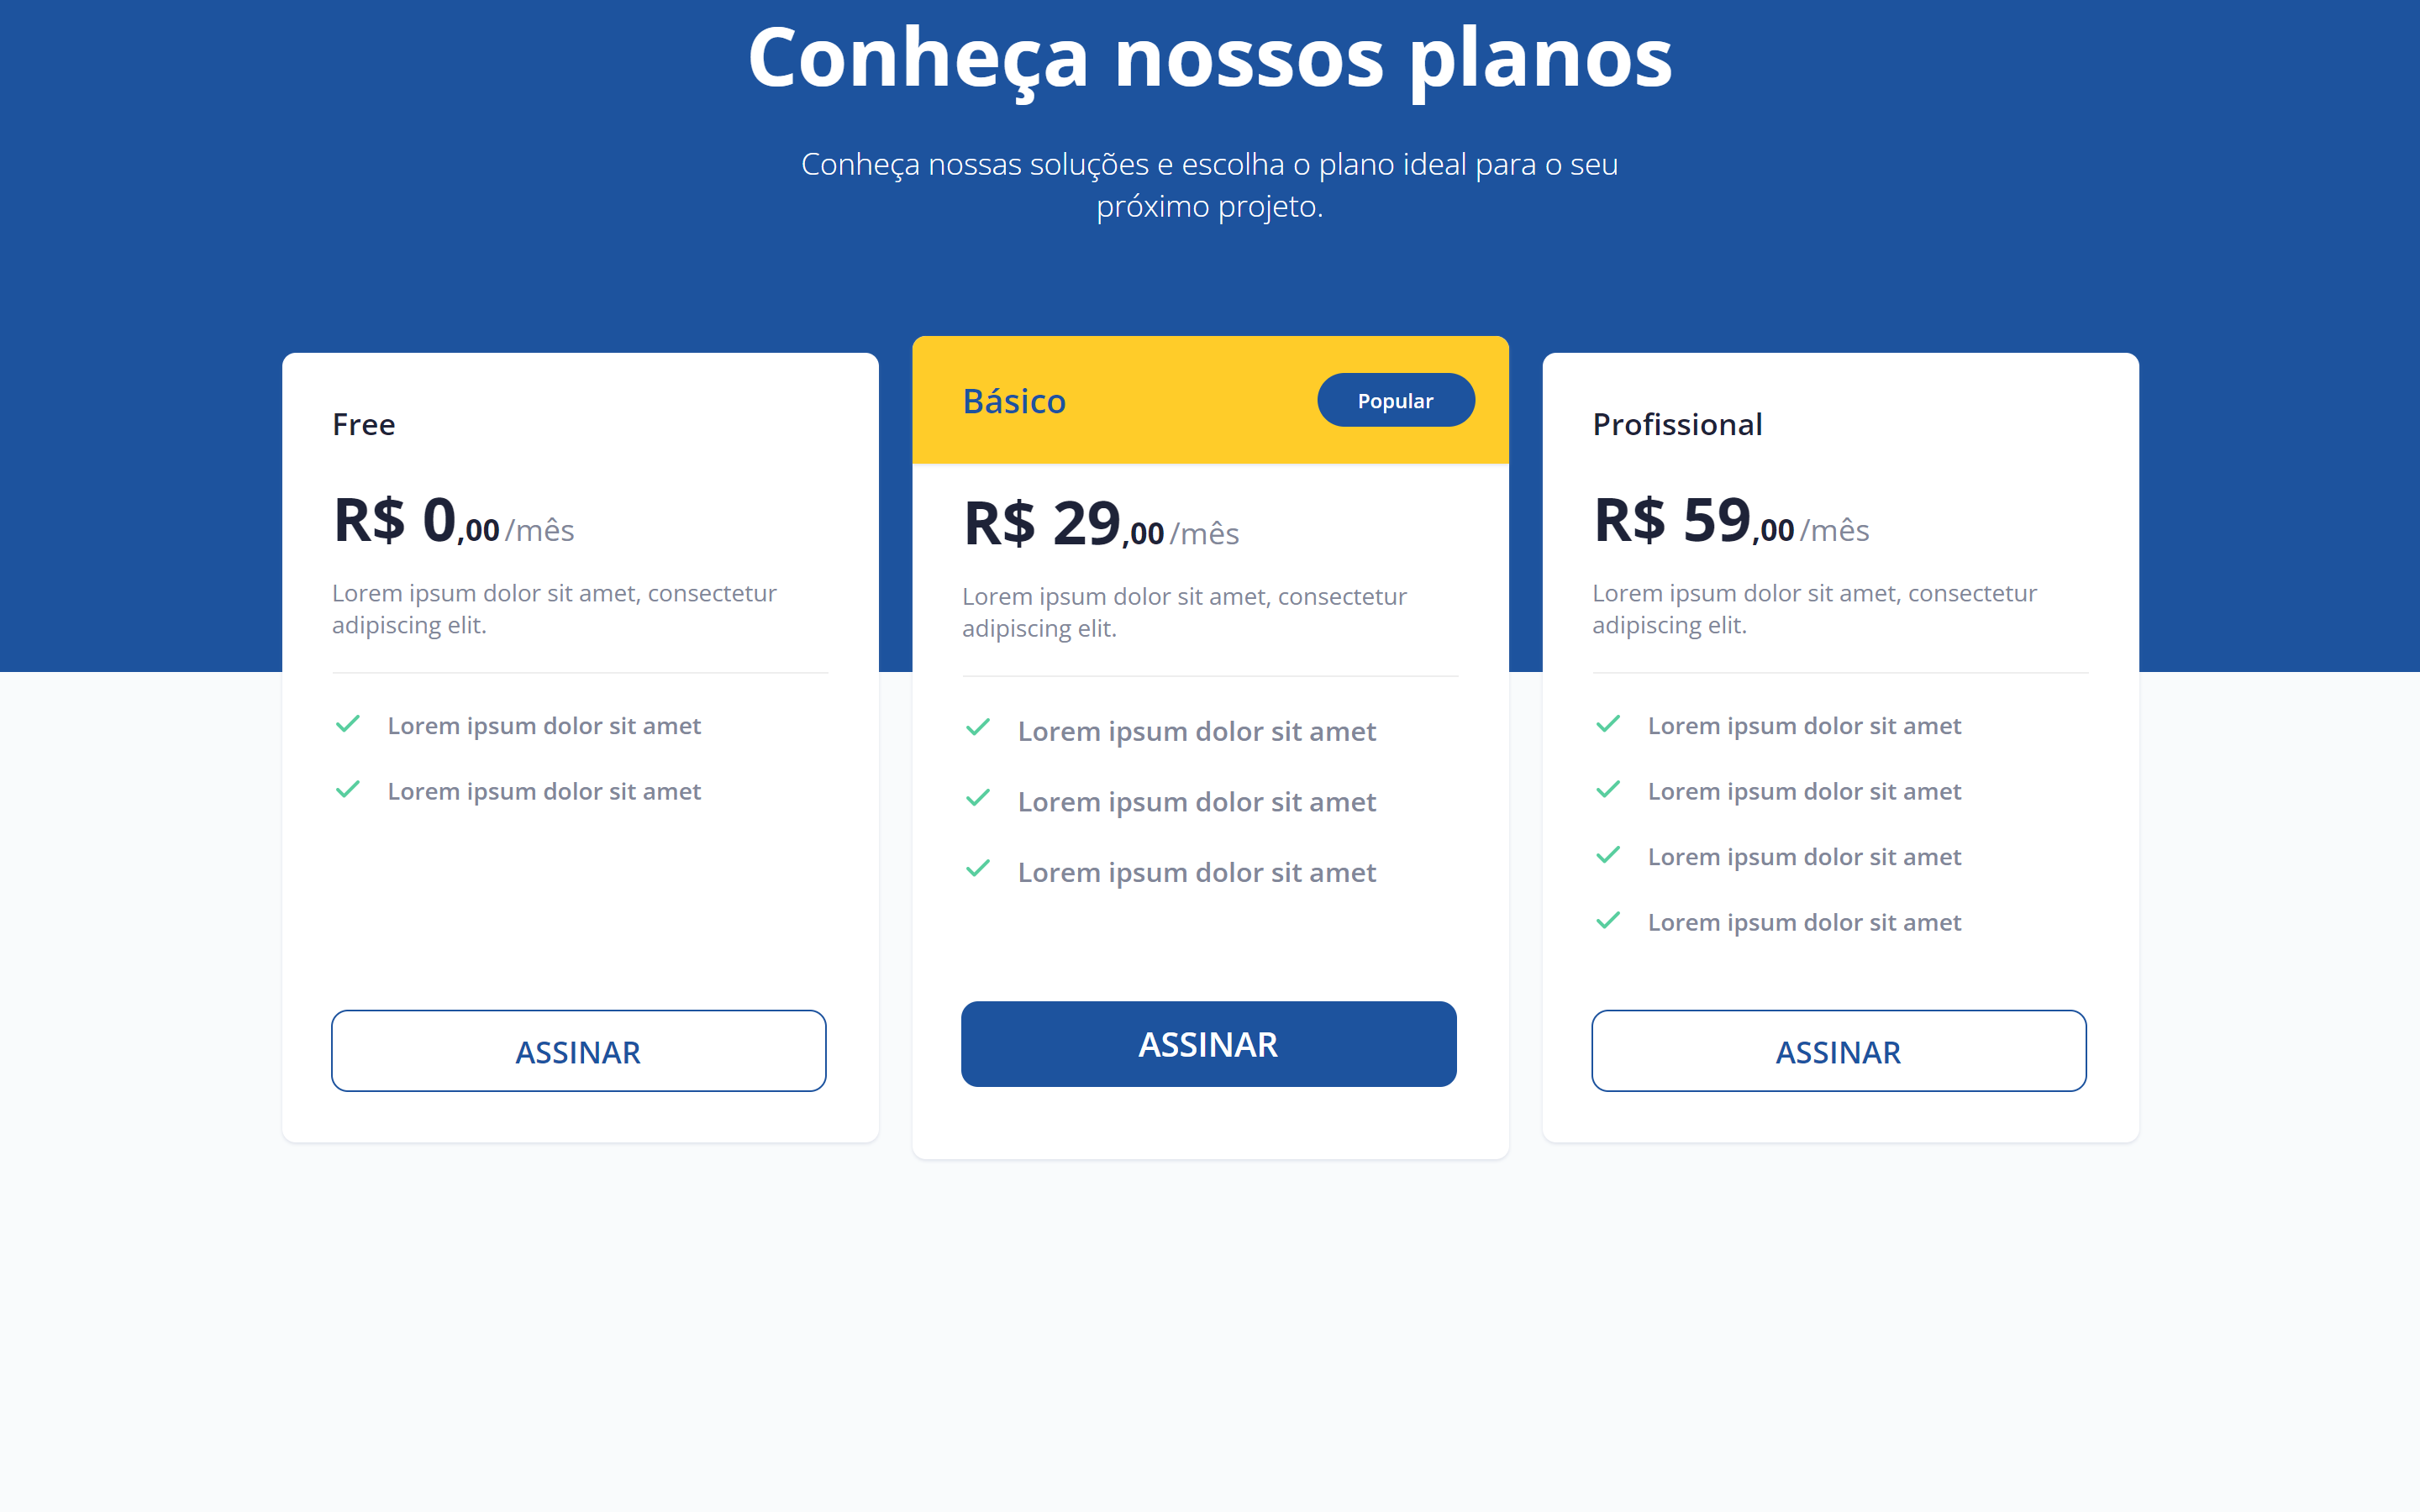 Conheça nossos planos
Conheça nossas soluções e escolha o plano ideal para o seu
próximo projeto.
Free
R$ 0,00 /mês
Lorem ipsum dolor sit amet, consectetur
adipiscing elit.
Lorem ipsum dolor sit amet
Lorem ipsum dolor sit amet
ASSINAR
Básico
Popular
R$ 29,00 /mês
Lorem ipsum dolor sit amet, consectetur
adipiscing elit.
Lorem ipsum dolor sit amet
Lorem ipsum dolor sit amet
Lorem ipsum dolor sit amet
ASSINAR
Profissional
R$ 59,00 /mês
Lorem ipsum dolor sit amet, consectetur
adipiscing elit.
Lorem ipsum dolor sit amet
Lorem ipsum dolor sit amet
Lorem ipsum dolor sit amet
Lorem ipsum dolor sit amet
ASSINAR